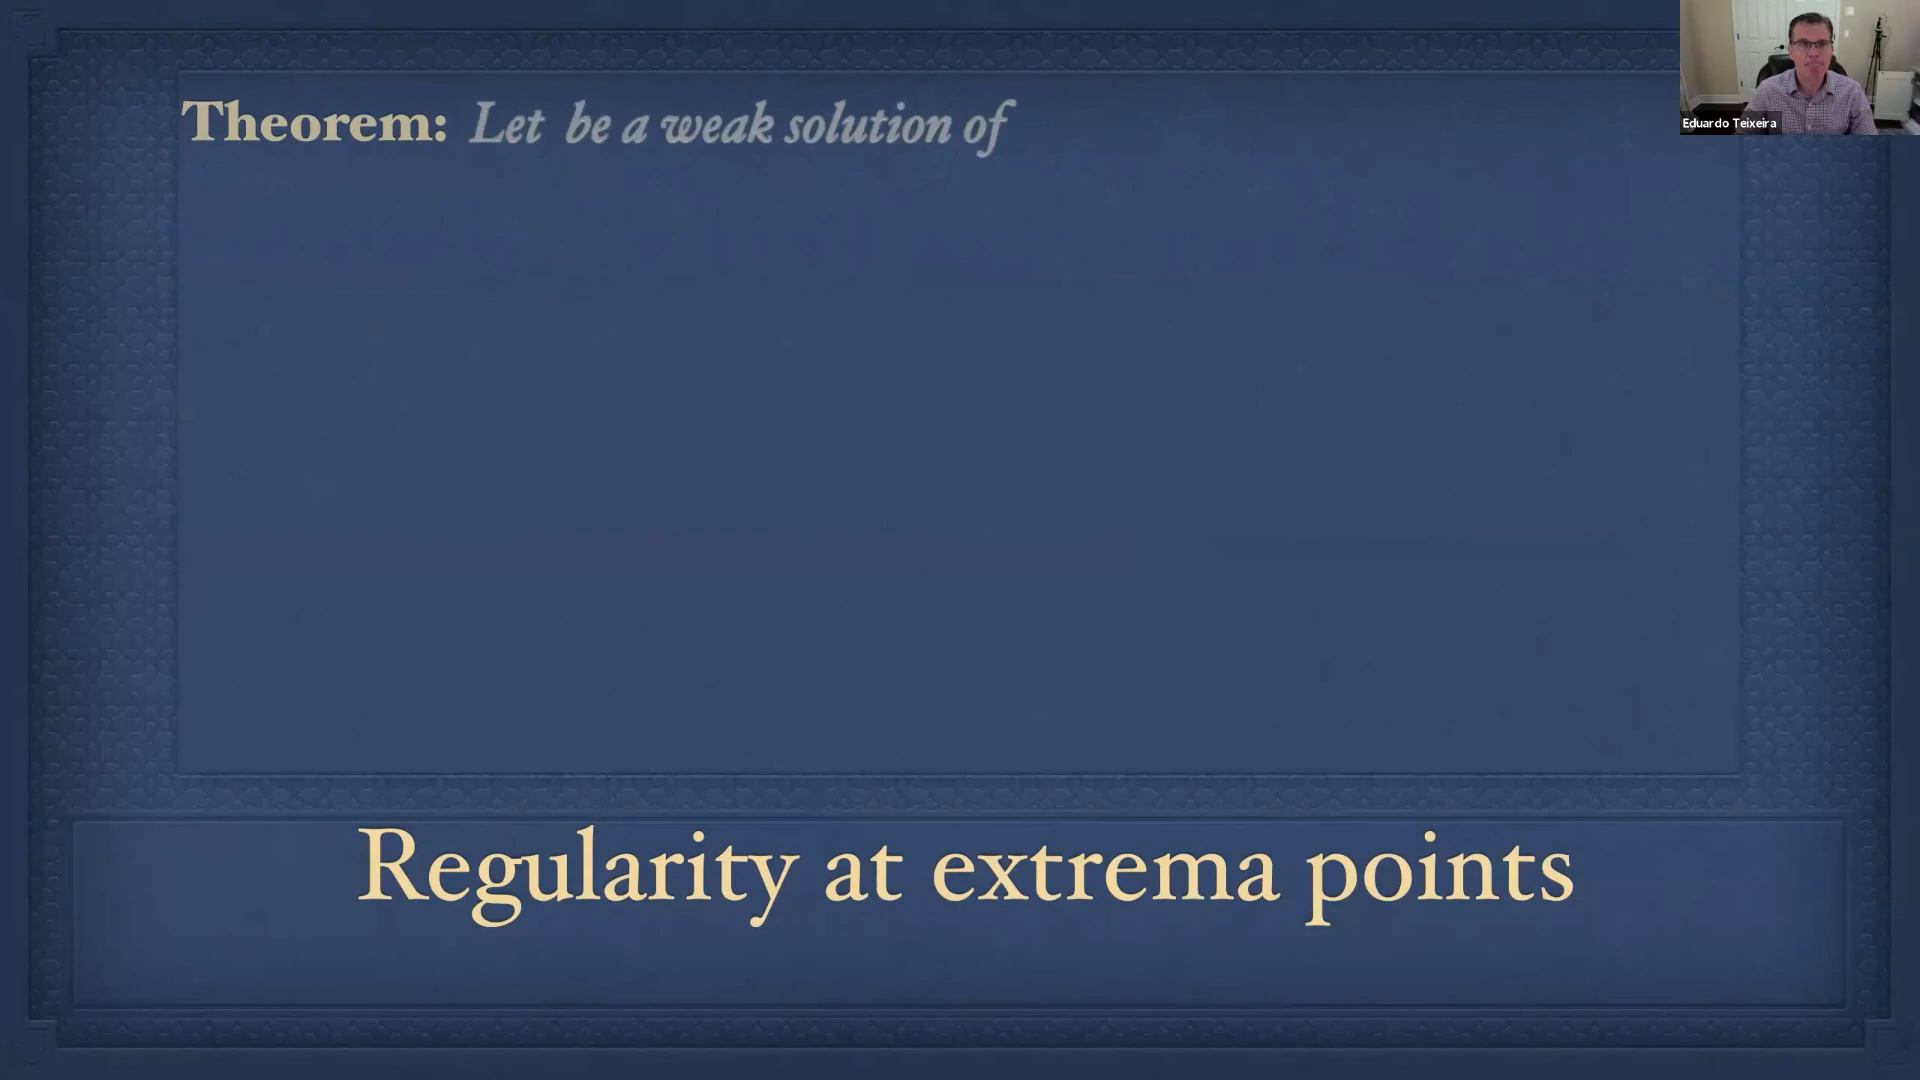 Theorem: Let be a weak solution of
Eduardo Teixeira
Regularity at extrema points